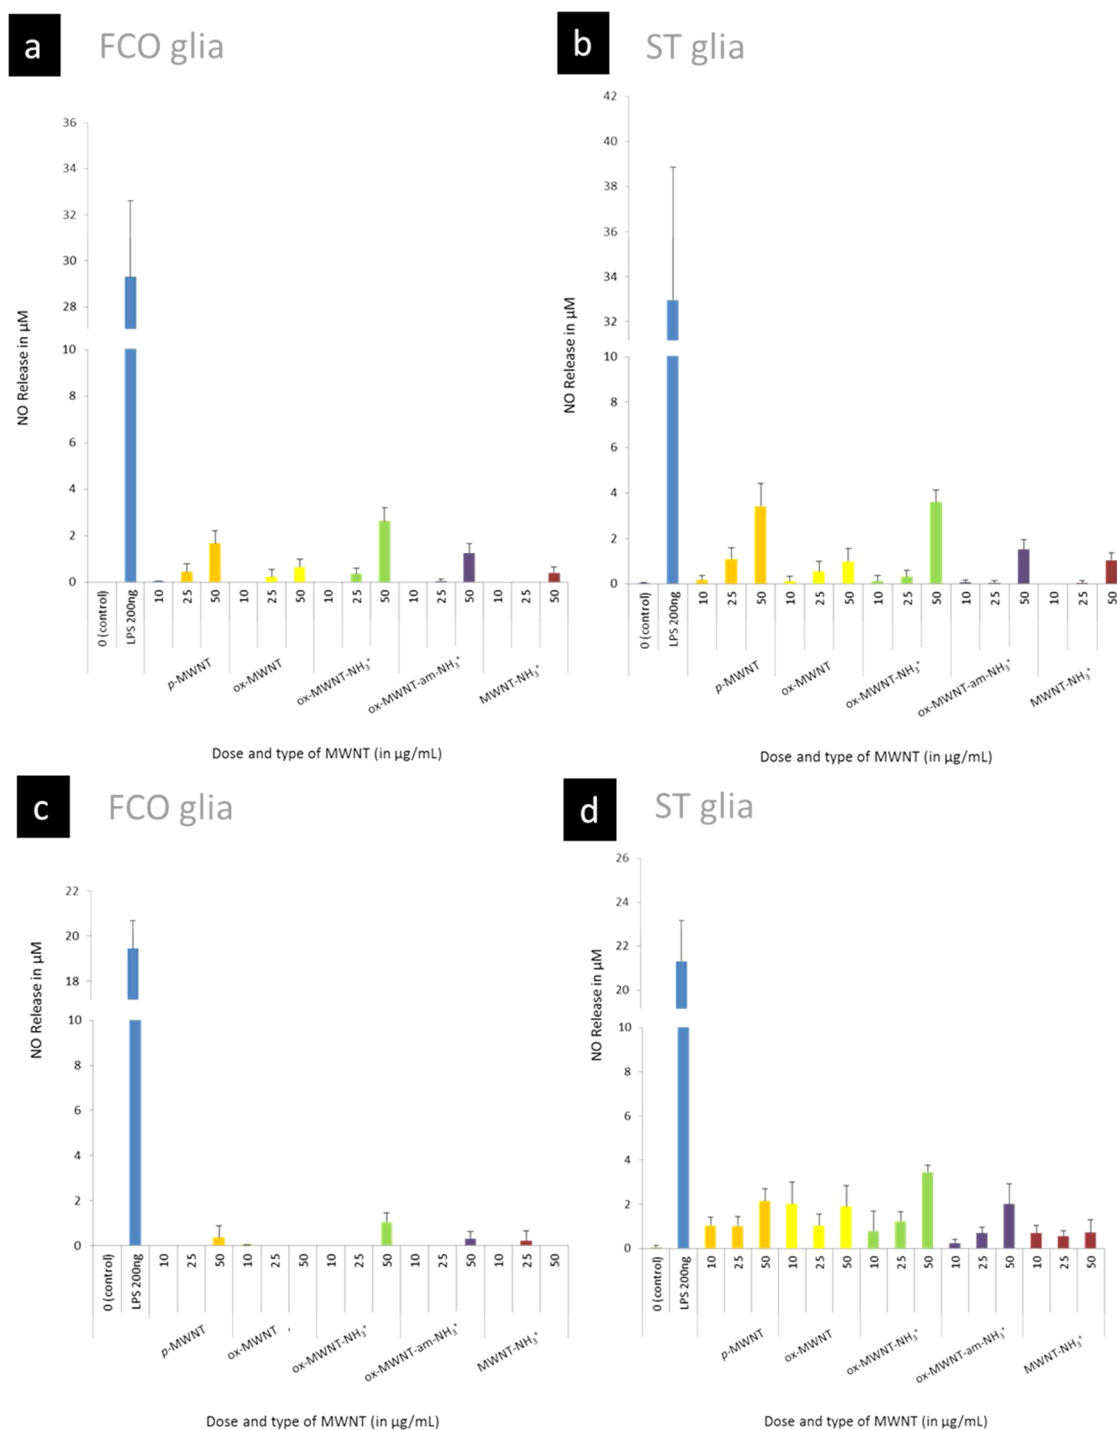 a FCO glia
36
34
32
30
28
10
8
6
4
2
0
NO Release in µM
0 (control) LPS 200ng 10 25 50 10 25 50 10 25 50 10 25 50 10 25 50
p-MWNT ox-MWNT ox-MWNT-NH₃⁺ ox-MWNT-am-NH₃⁺ MWNT-NH₃⁺
Dose and type of MWNT (in µg/mL)
b ST glia
42
40
38
36
34
32
10
8
6
4
2
0
NO Release in µM
0 (control) LPS 200ng 10 25 50 10 25 50 10 25 50 10 25 50 10 25 50
p-MWNT ox-MWNT ox-MWNT-NH₃⁺ ox-MWNT-am-NH₃⁺ MWNT-NH₃⁺
Dose and type of MWNT (in µg/mL)
c FCO glia
22
20
18
10
8
6
4
2
0
NO Release in µM
0 (control) LPS 200ng 10 25 50 10 25 50 10 25 50 10 25 50 10 25 50
p-MWNT ox-MWNT ox-MWNT-NH₃⁺ ox-MWNT-am-NH₃⁺ MWNT-NH₃⁺
Dose and type of MWNT (in µg/mL)
d ST glia
26
24
22
20
10
8
6
4
2
0
NO Release in µM
0 (control) LPS 200ng 10 25 50 10 25 50 10 25 50 10 25 50 10 25 50
p-MWNT ox-MWNT ox-MWNT-NH₃⁺ ox-MWNT-am-NH₃⁺ MWNT-NH₃⁺
Dose and type of MWNT (in µg/mL)